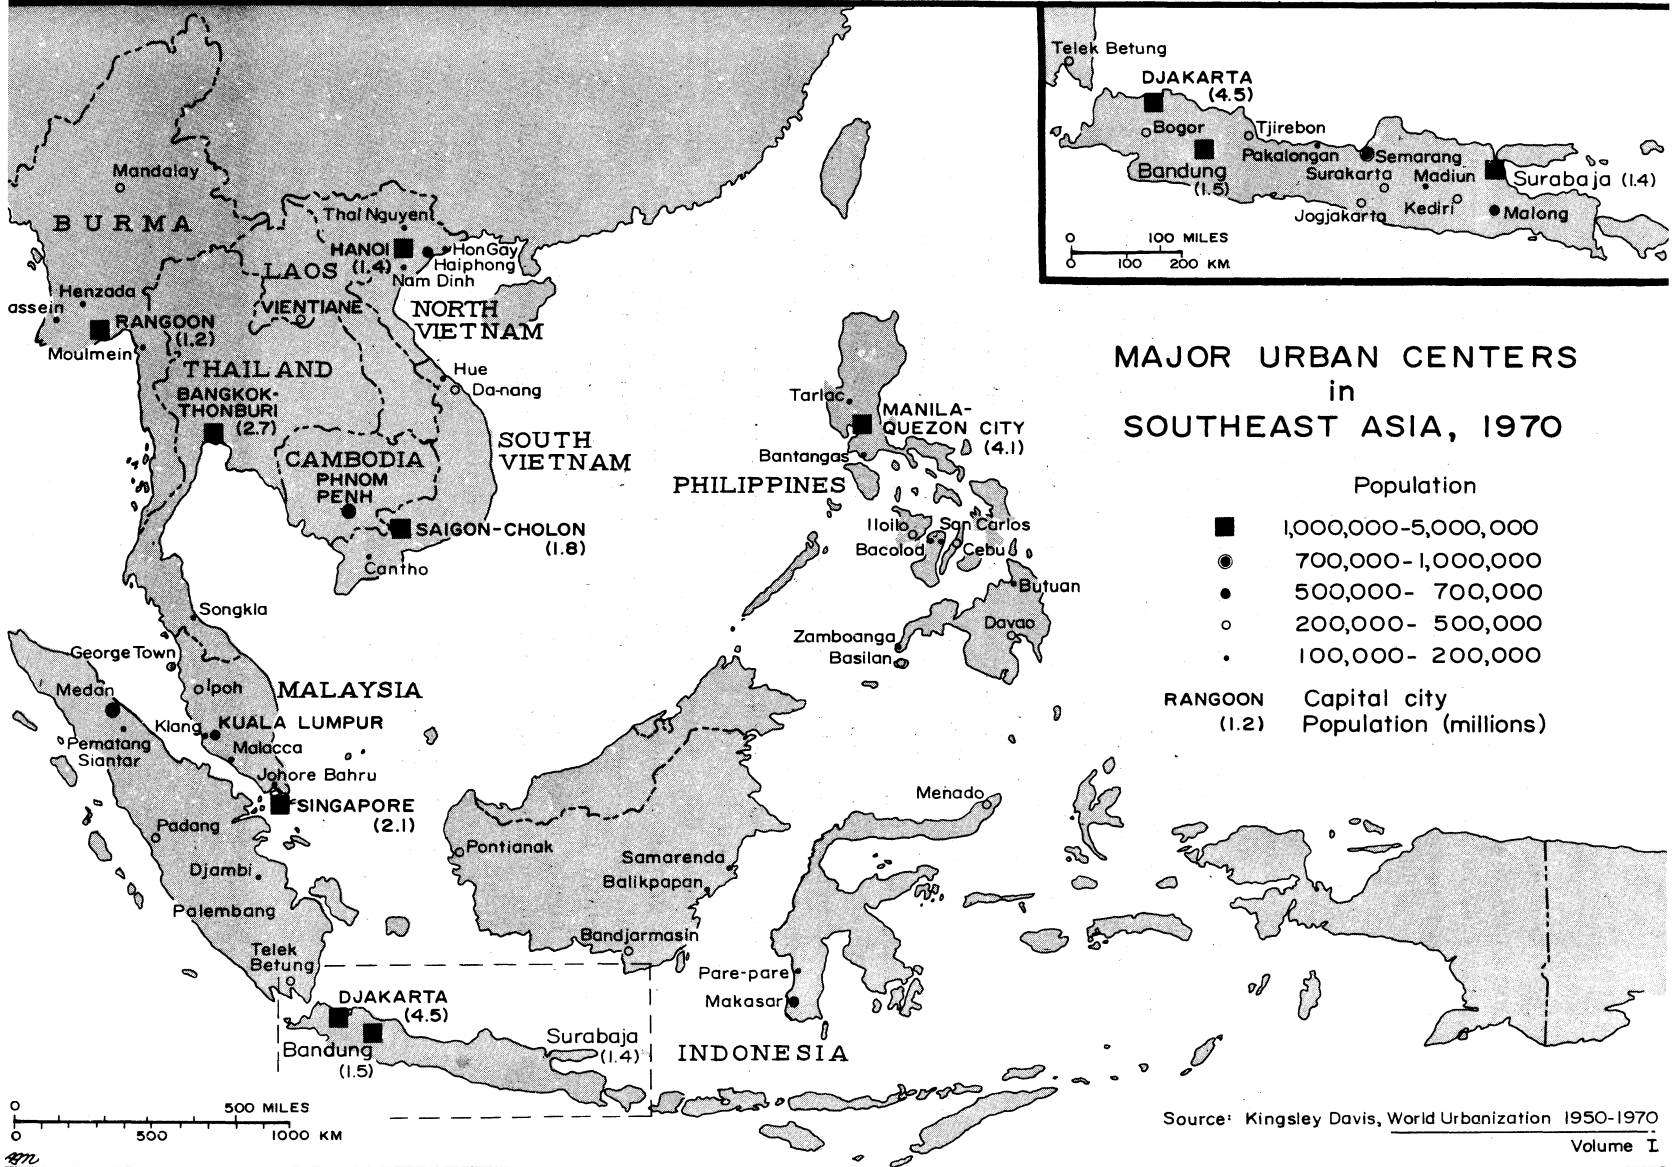 Telek Betung
DJAKARTA
(4.5)
Bogor
Tjirebon
Bandung
(1.5)
Pakalongan
Semarang
Surakarta
Madiun
Surabaja (1.4)
Jogjakarta
Kediri
Malong
0 100 MILES
0 100 200 KM.
Mandalay
BURMA
Thal Nguyen
HANOI
(1.4)
HonGay
Haiphong
LAOS
Nam Dinh
Henzada
assein
VIENTIANE
NORTH
VIETNAM
RANGOON
(1.2)
Moulmein
THAILAND
Hue
Da-nang
BANGKOK-
THONBURI
(2.7)
SOUTH
VIETNAM
CAMBODIA
PHNOM
PENH
SAIGON-CHOLON
(1.8)
Cantho
Tarlac
MANILA-
QUEZON CITY
(4.1)
Bantangas
PHILIPPINES
Iloilo
San Carlos
Bacolod
Cebu
Butuan
Davao
Zamboanga
Basilan
MAJOR URBAN CENTERS
in
SOUTHEAST ASIA, 1970
Population
1,000,000-5,000,000
700,000-1,000,000
500,000- 700,000
200,000- 500,000
100,000- 200,000
RANGOON Capital city
(1.2) Population (millions)
Songkla
George Town
Ipoh
MALAYSIA
Medan
Klang
KUALA LUMPUR
Pematang
Siantar
Malacca
Johore Bahru
SINGAPORE
(2.1)
Padang
Pontianak
Menado
Djambi
Samarenda
Balikpapan
Palembang
Bandjarmasin
Telek
Betung
Pare-pare
Makasar
DJAKARTA
(4.5)
Bandung
(1.5)
Surabaja
(1.4)
INDONESIA
0 500 MILES
0 500 1000 KM
Source: Kingsley Davis, World Urbanization 1950-1970
Volume I